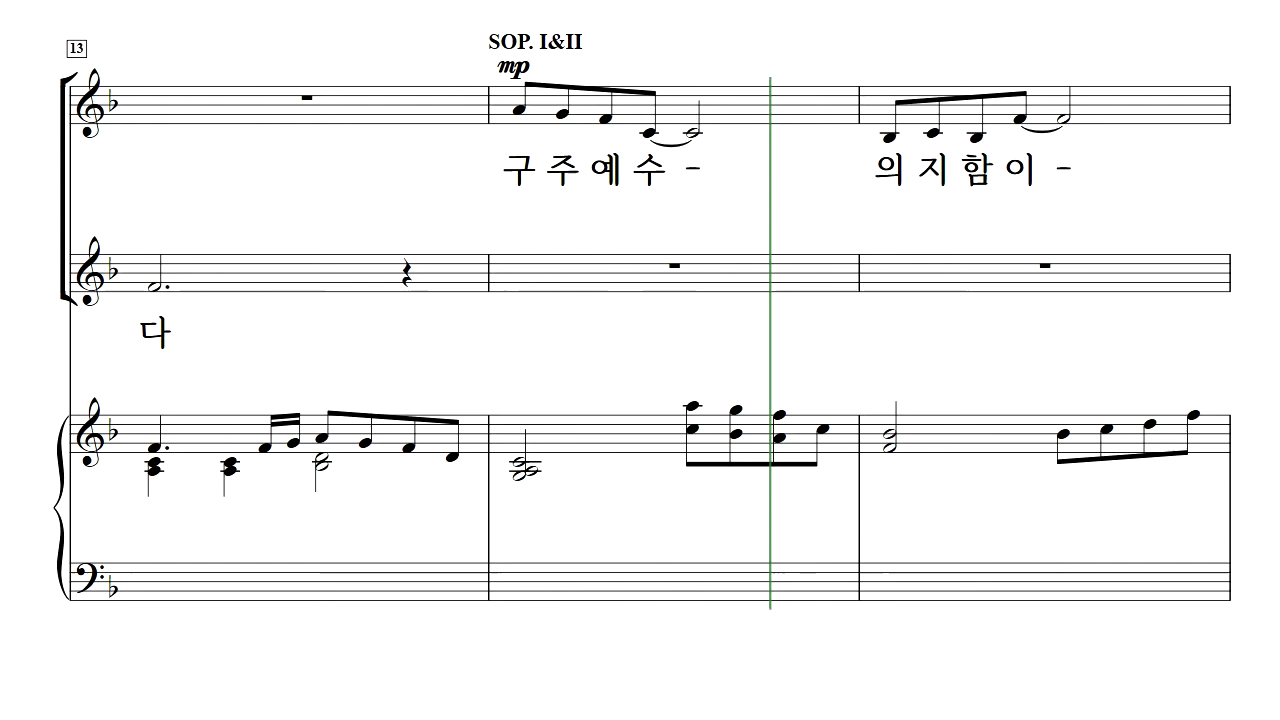 13
SOP. I&II
mp
구 주 예 수 -
의 지 함 이 -
다